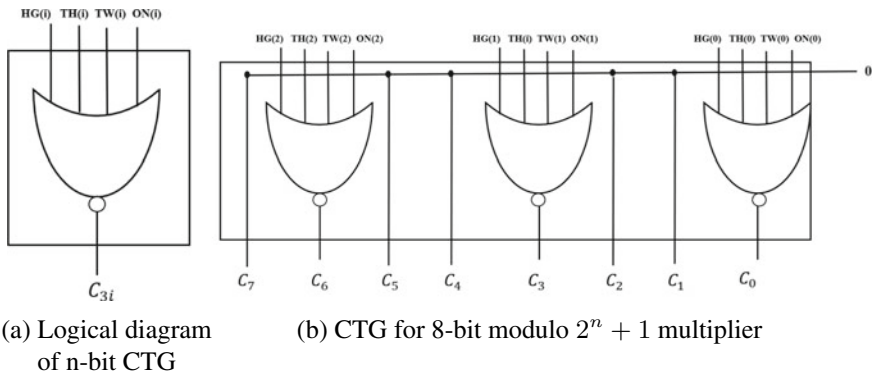 HG(i) TH(i) TW(i) ON(i)
C3i
(a) Logical diagram
of n-bit CTG
HG(2) TH(2) TW(2) ON(2)
HG(1) TH(i) TW(1) ON(1)
HG(0) TH(0) TW(0) ON(0)
0
C7 C6 C5 C4 C3 C2 C1 C0
(b) CTG for 8-bit modulo 2^n + 1 multiplier